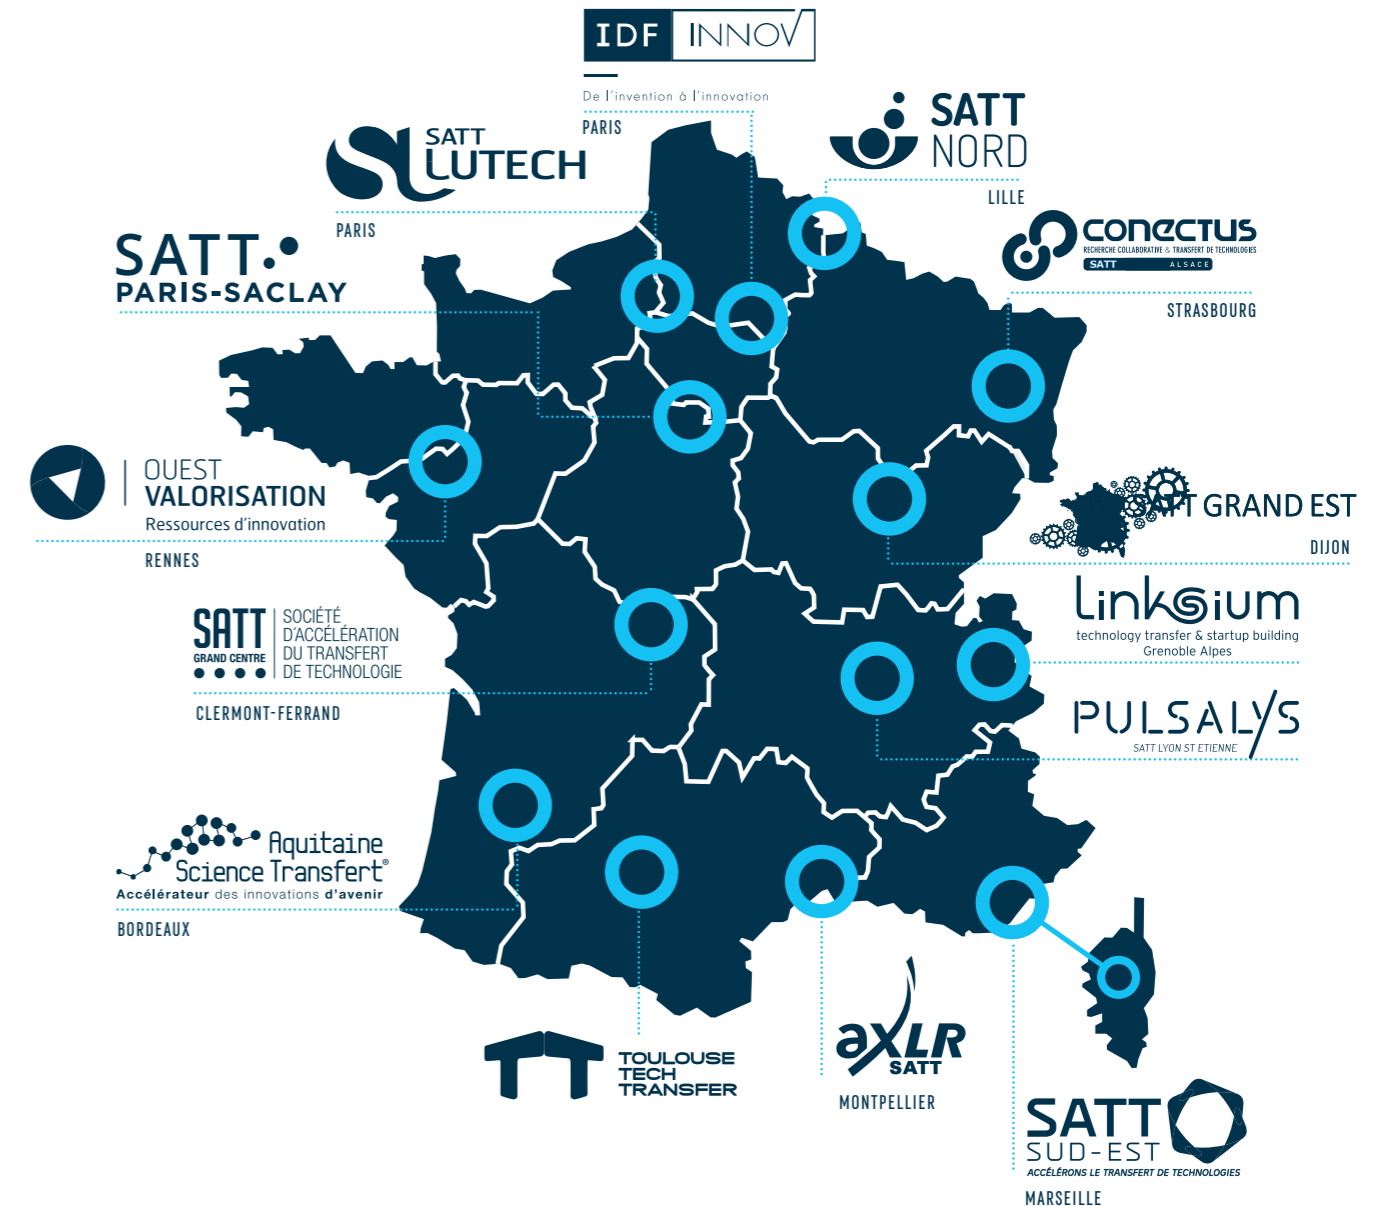 IDF INNOV
De l'invention à l'innovation
PARIS
SATT
NORD
LILLE
SATT
LUTECH
PARIS
CONECTUS
RECHERCHE COLLABORATIVE & TRANSFERT DE TECHNOLOGIES
SATT ALSACE
STRASBOURG
SATT
PARIS-SACLAY
OUEST
VALORISATION
Ressources d'innovation
RENNES
SATT GRAND EST
DIJON
Linksium
technology transfer & startup building
Grenoble Alpes
SATT
GRAND CENTRE
SOCIÉTÉ
D'ACCÉLÉRATION
DU TRANSFERT
DE TECHNOLOGIE
CLERMONT-FERRAND
PULSALYS
SATT LYON ST ETIENNE
Aquitaine
Science Transfert®
Accélérateur des innovations d'avenir
BORDEAUX
TOULOUSE
TECH
TRANSFER
aXLR
SATT
MONTPELLIER
SATT
SUD-EST
ACCÉLÉRONS LE TRANSFERT DE TECHNOLOGIES
MARSEILLE